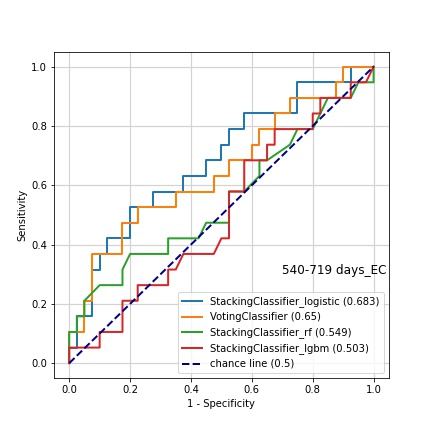 1.0
0.8
0.6
0.4
0.2
0.0
Sensitivity
540-719 days_EC
StackingClassifier_logistic (0.683)
VotingClassifier (0.65)
StackingClassifier_rf (0.549)
StackingClassifier_lgbm (0.503)
chance line (0.5)
0.0 0.2 0.4 0.6 0.8 1.0
1 - Specificity